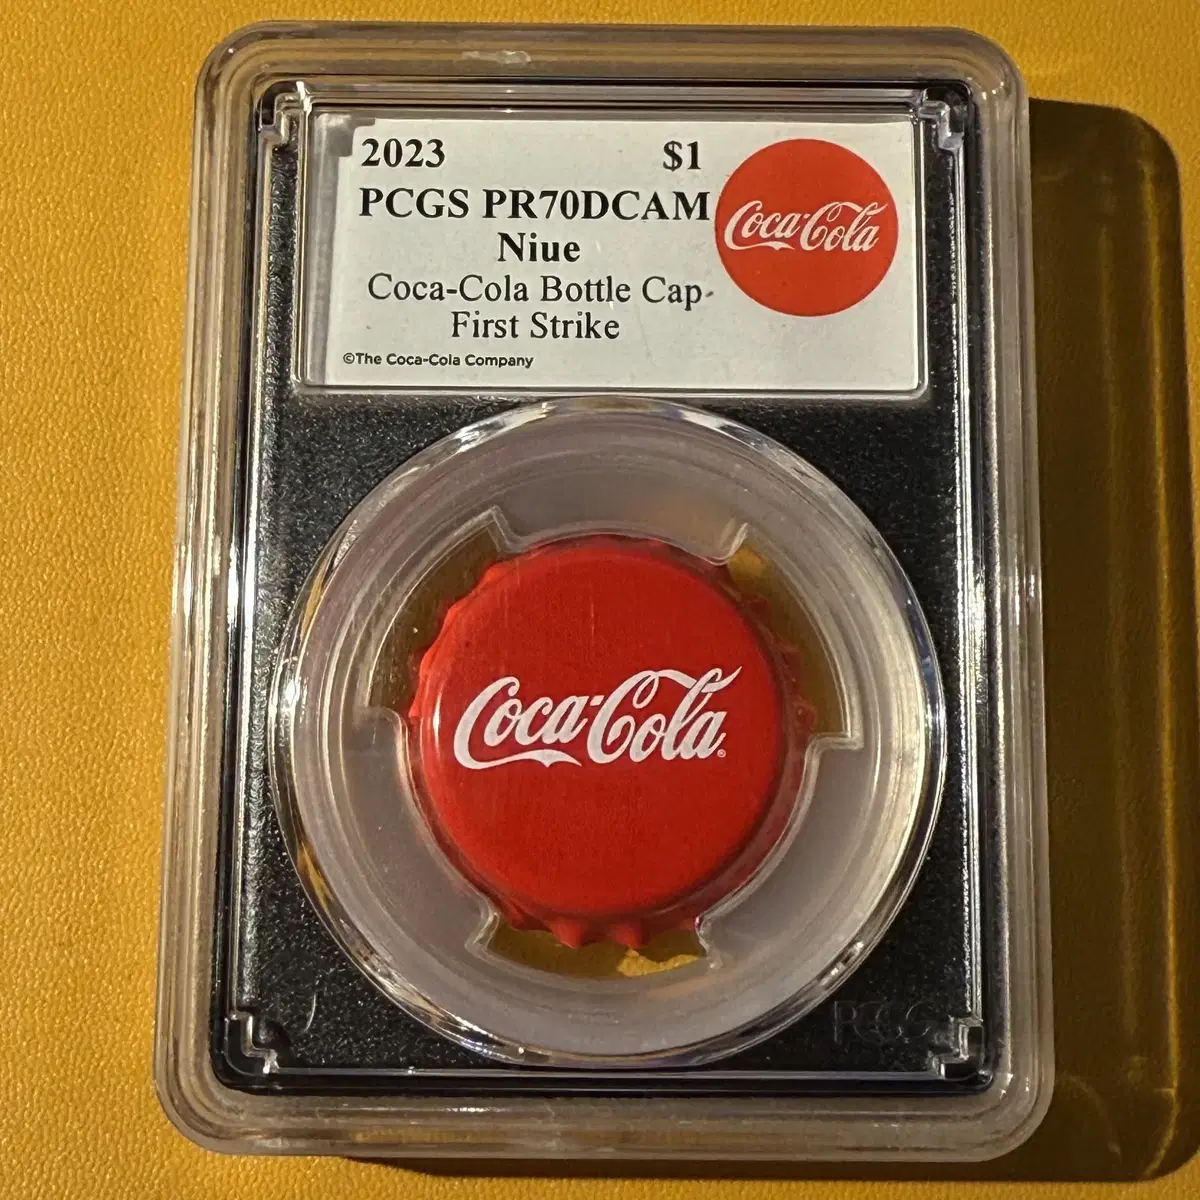 2023 $1
PCGS PR70DCAM
Niue
Coca-Cola Bottle Cap
First Strike
©The Coca-Cola Company
Coca-Cola
Coca-Cola®
PCGS